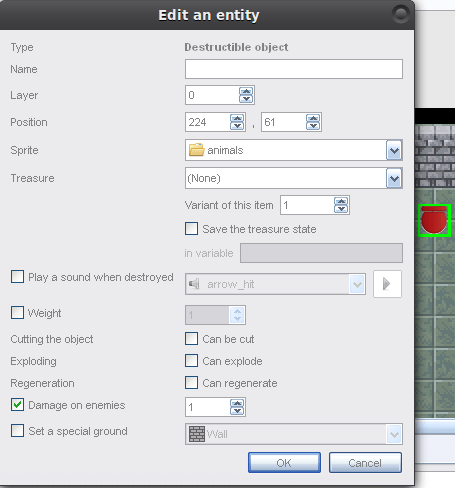 Edit an entity
Type Destructible object
Name
Layer 0
Position 224 , 61
Sprite animals
Treasure (None)
Variant of this item 1
Save the treasure state
in variable
Play a sound when destroyed arrow_hit
Weight 1
Cutting the object Can be cut
Exploding Can explode
Regeneration Can regenerate
Damage on enemies 1
Set a special ground Wall
OK Cancel